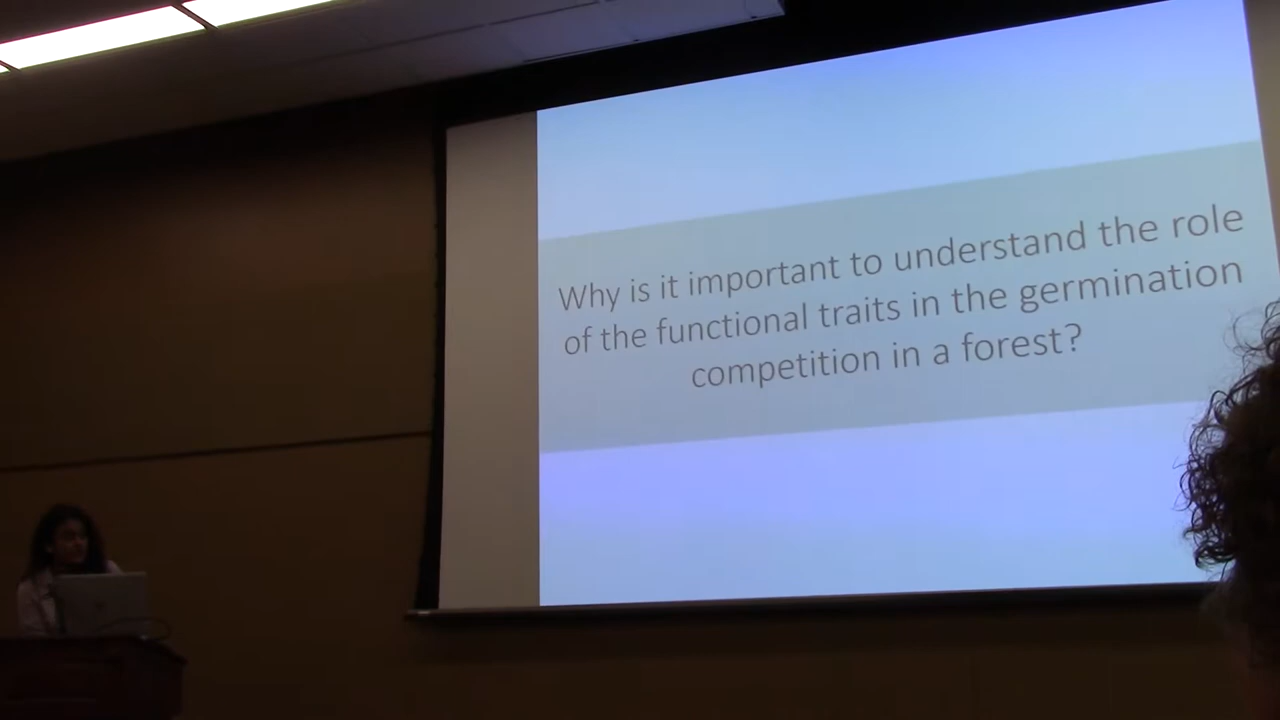 Why is it important to understand the role
of the functional traits in the germination
competition in a forest?